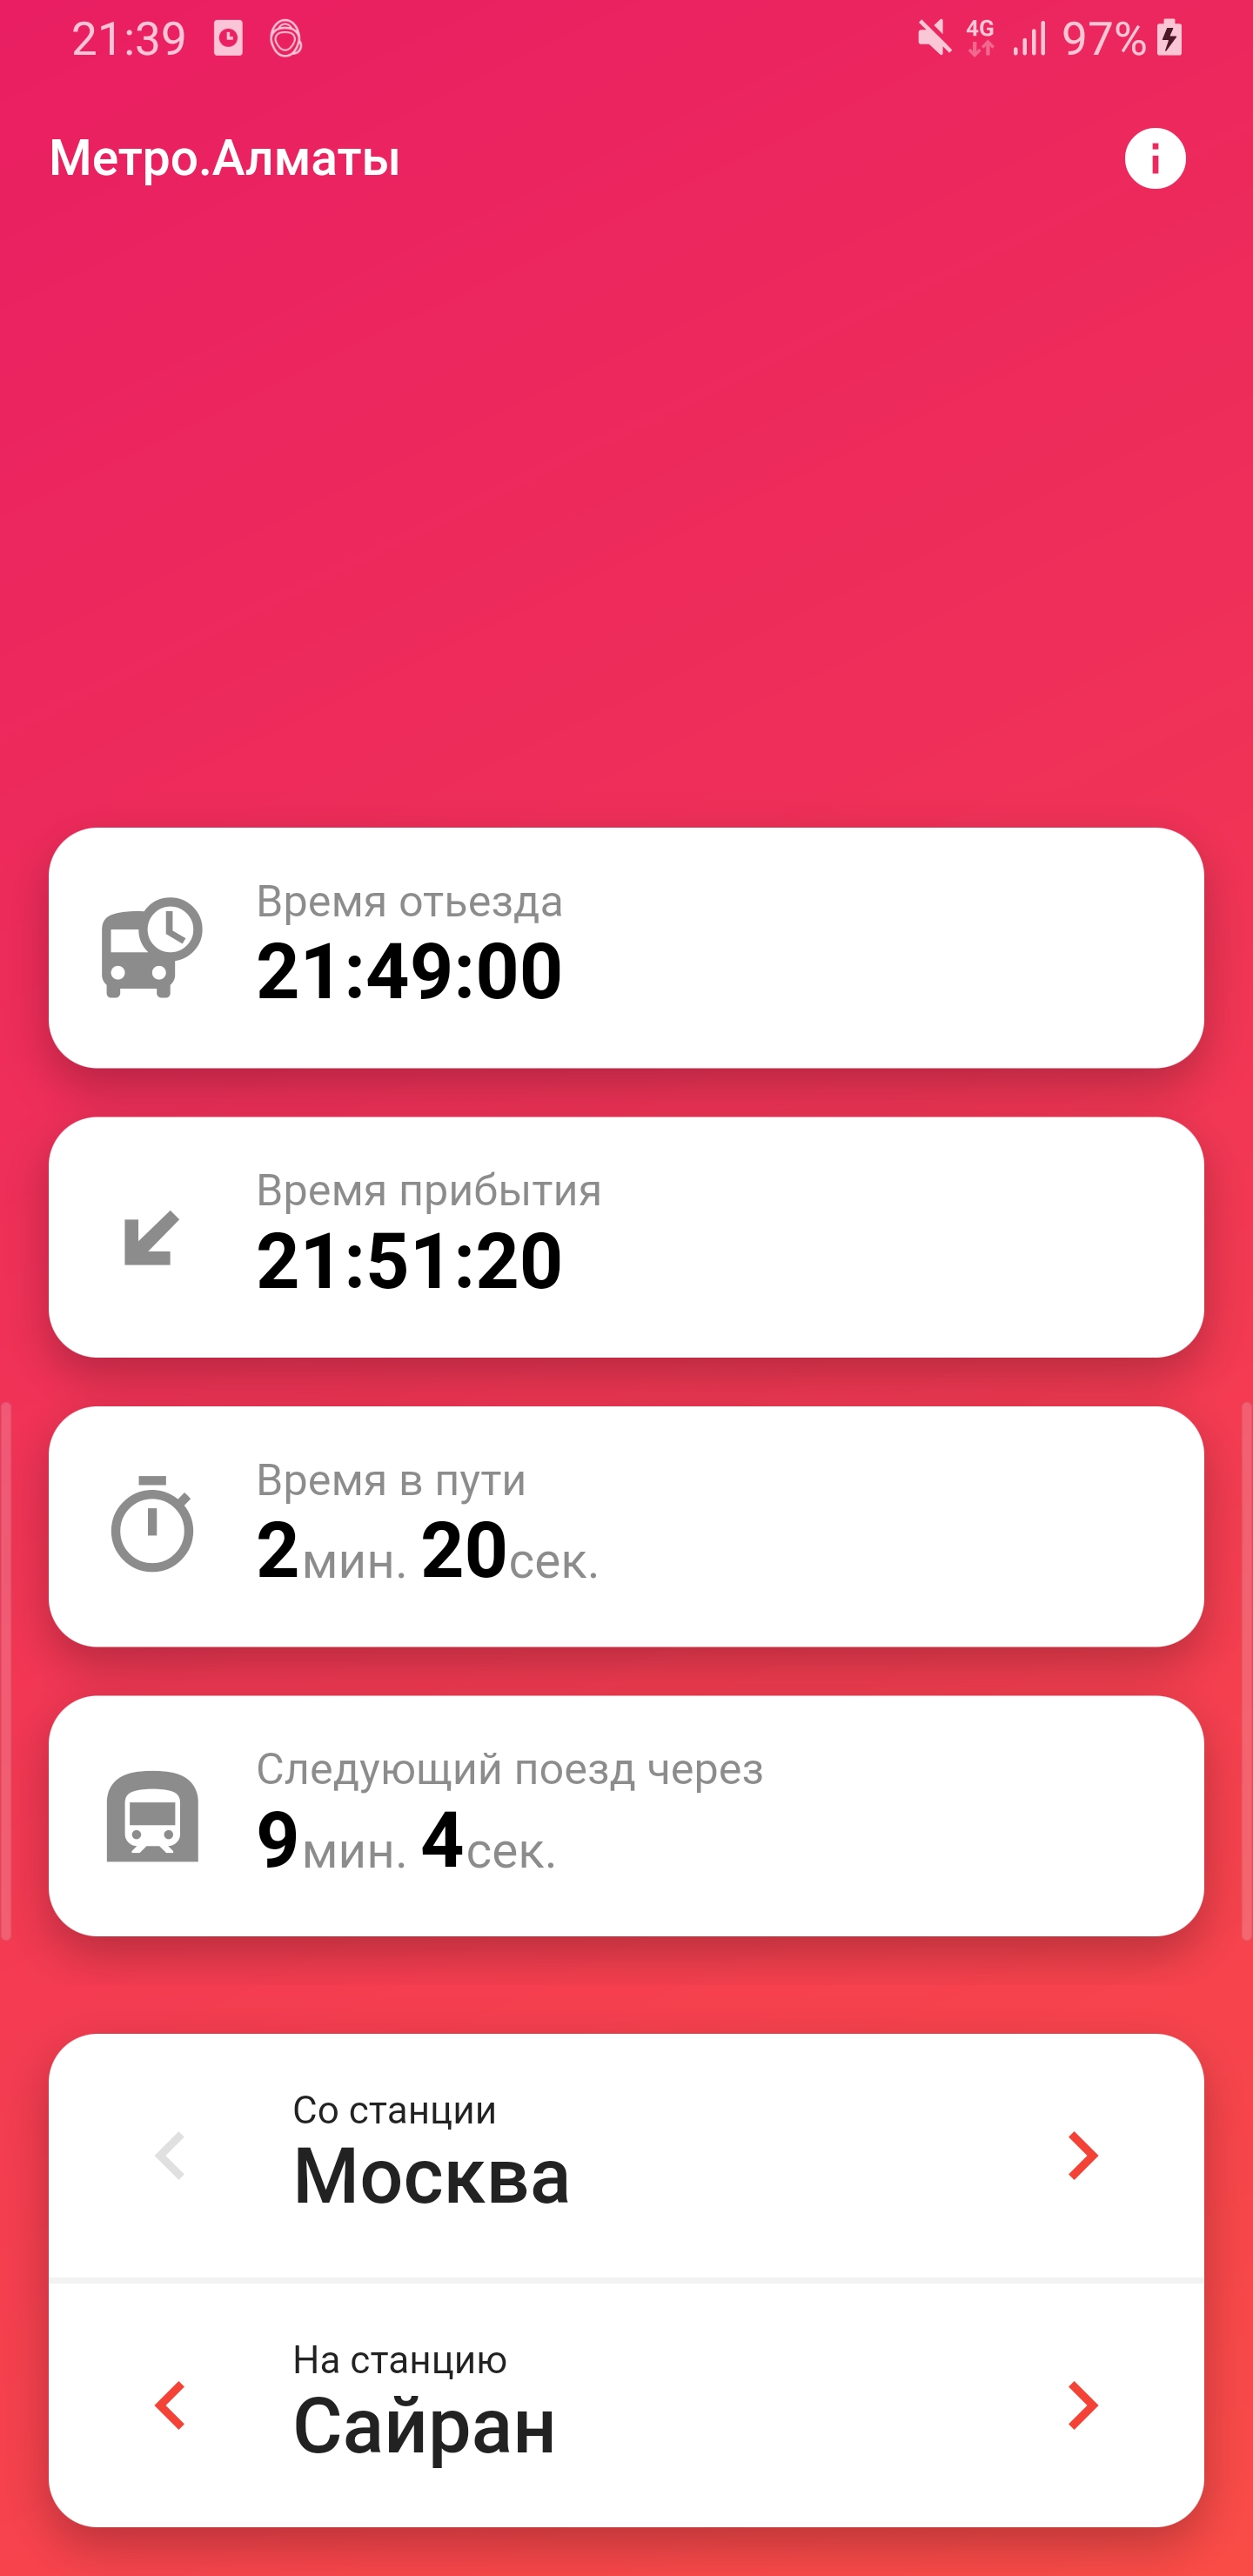 21:39
4G
97%
Метро.Алматы
Время отьезда
21:49:00
Время прибытия
21:51:20
Время в пути
2мин. 20сек.
Следующий поезд через
9мин. 4сек.
Со станции
Москва
На станцию
Сайран